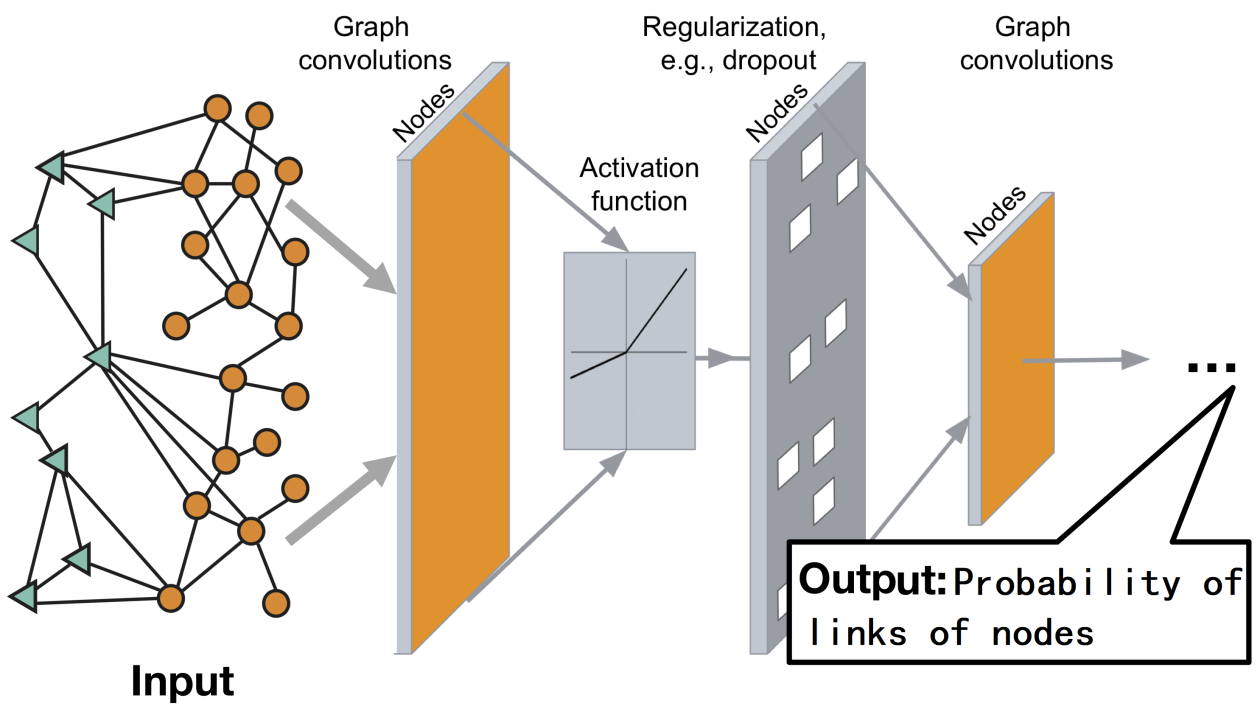 Graph
convolutions
Regularization,
e.g., dropout
Graph
convolutions
Nodes
Nodes
Activation
function
Nodes
...
Output: Probability of
links of nodes
Input